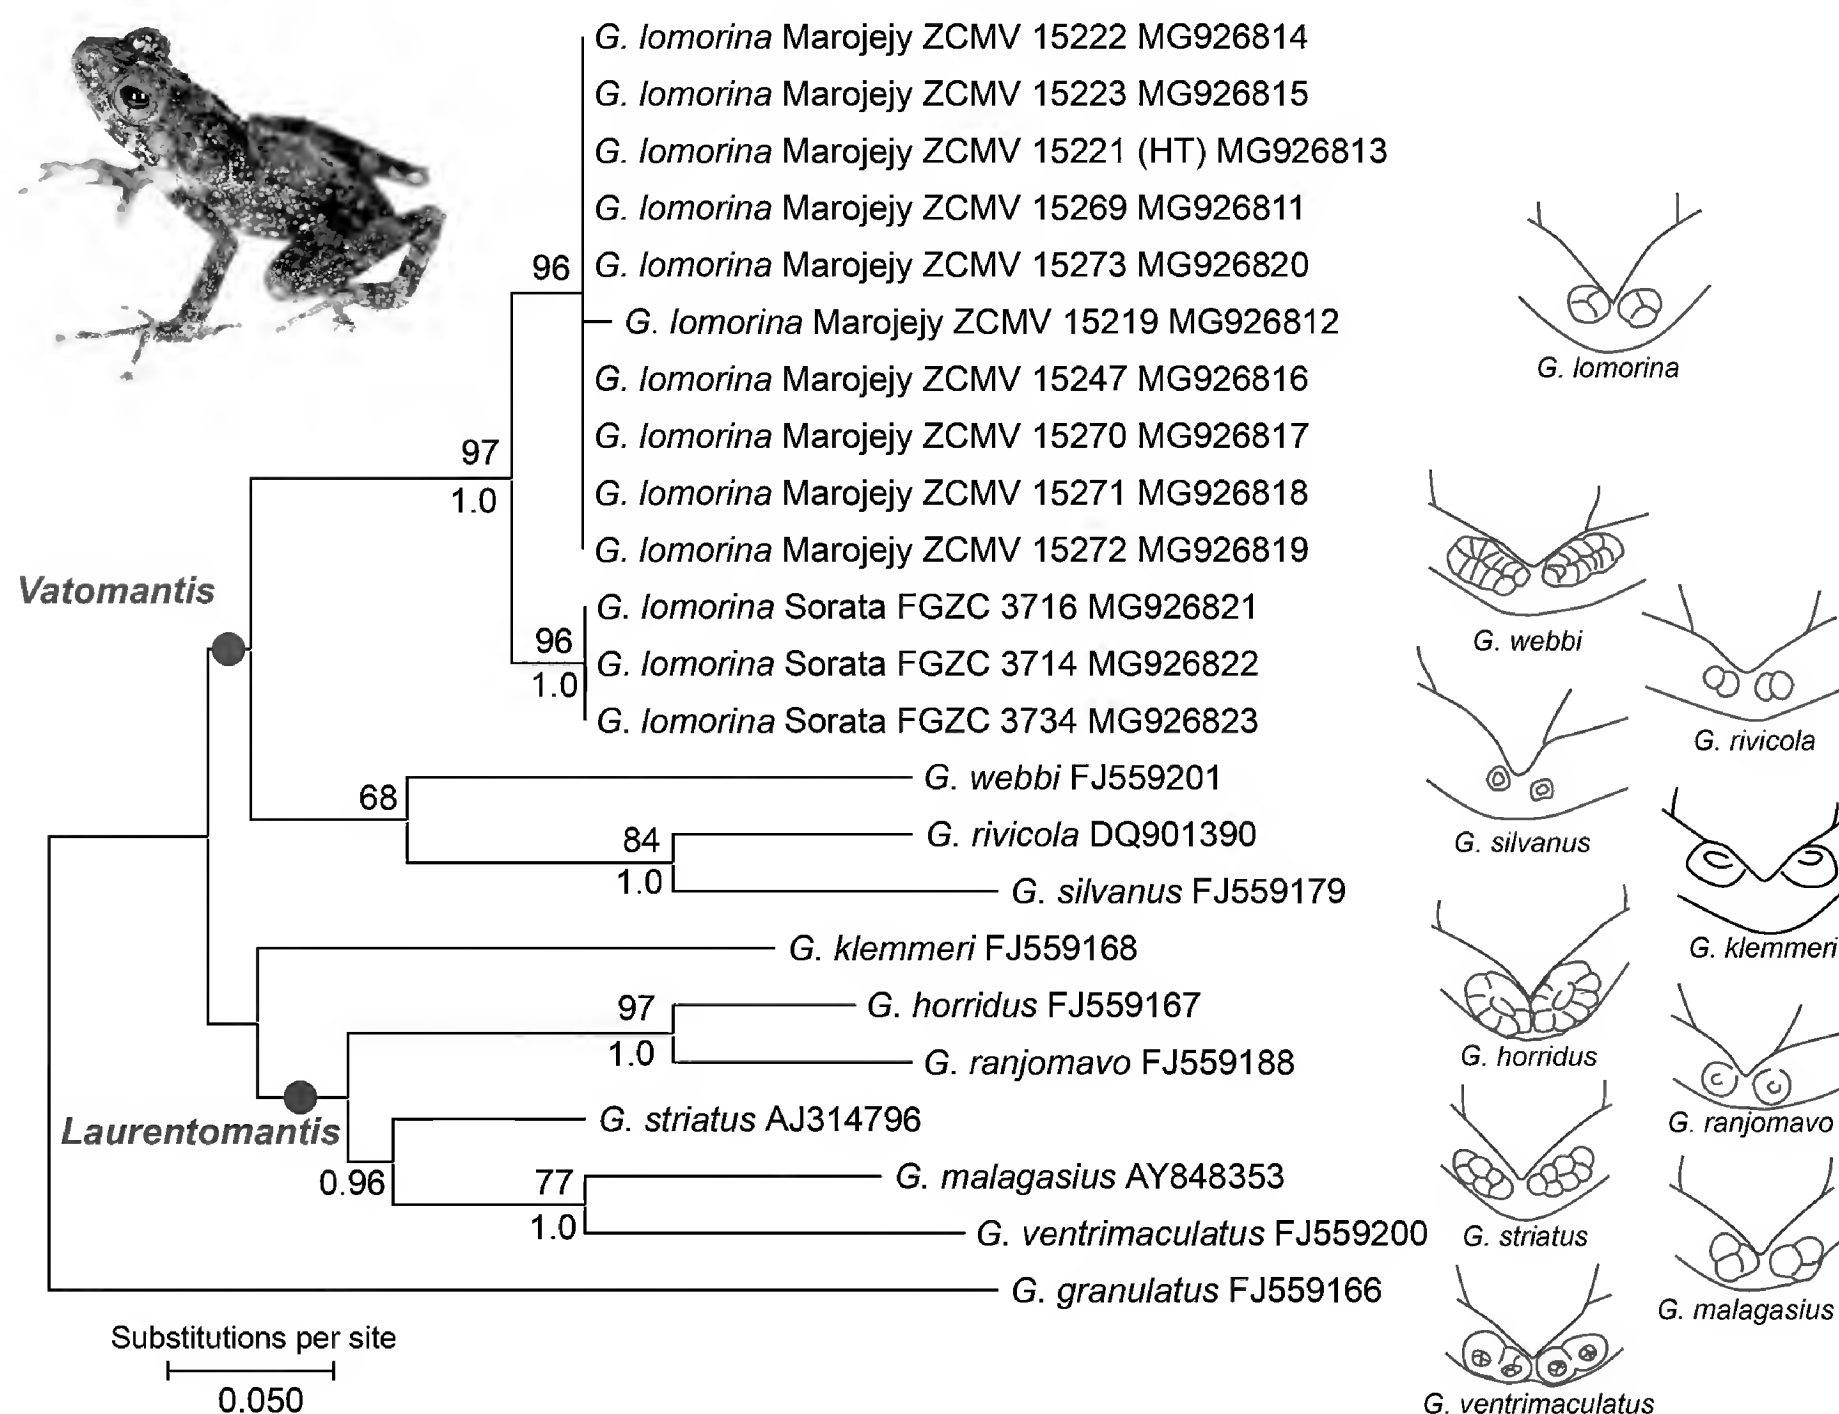 G. lomorina Marojejy ZCMV 15222 MG926814
G. lomorina Marojejy ZCMV 15223 MG926815
G. lomorina Marojejy ZCMV 15221 (HT) MG926813
G. lomorina Marojejy ZCMV 15269 MG926811
96
G. lomorina Marojejy ZCMV 15273 MG926820
G. lomorina Marojejy ZCMV 15219 MG926812
G. lomorina Marojejy ZCMV 15247 MG926816
97
G. lomorina Marojejy ZCMV 15270 MG926817
1.0
G. lomorina Marojejy ZCMV 15271 MG926818
G. lomorina Marojejy ZCMV 15272 MG926819
Vatomantis
G. lomorina Sorata FGZC 3716 MG926821
96
G. lomorina Sorata FGZC 3714 MG926822
1.0
G. lomorina Sorata FGZC 3734 MG926823
G. webbi FJ559201
68
G. rivicola DQ901390
84
1.0
G. silvanus FJ559179
G. klemmeri FJ559168
97
G. horridus FJ559167
1.0
G. ranjomavo FJ559188
Laurentomantis
G. striatus AJ314796
0.96
77
G. malagasius AY848353
1.0
G. ventrimaculatus FJ559200
G. granulatus FJ559166
Substitutions per site
0.050
G. lomorina
G. webbi
G. rivicola
G. silvanus
G. klemmeri
G. horridus
G. ranjomavo
G. striatus
G. malagasius
G. ventrimaculatus